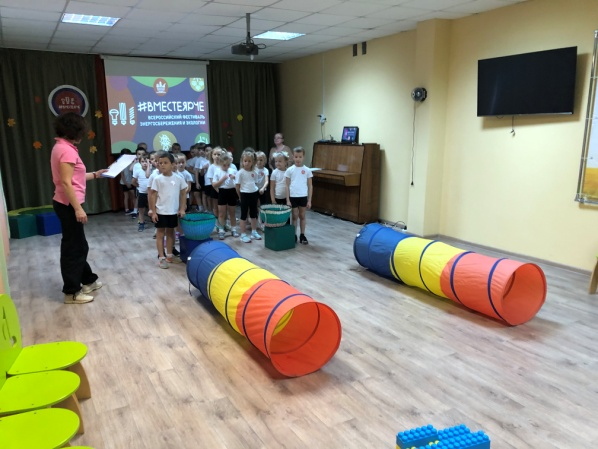 #ВМЕСТЕЯРЧЕ
ВСЕРОССИЙСКИЙ ФЕСТИВАЛЬ
ЭНЕРГОСБЕРЕЖЕНИЯ И ЭКОЛОГИИ